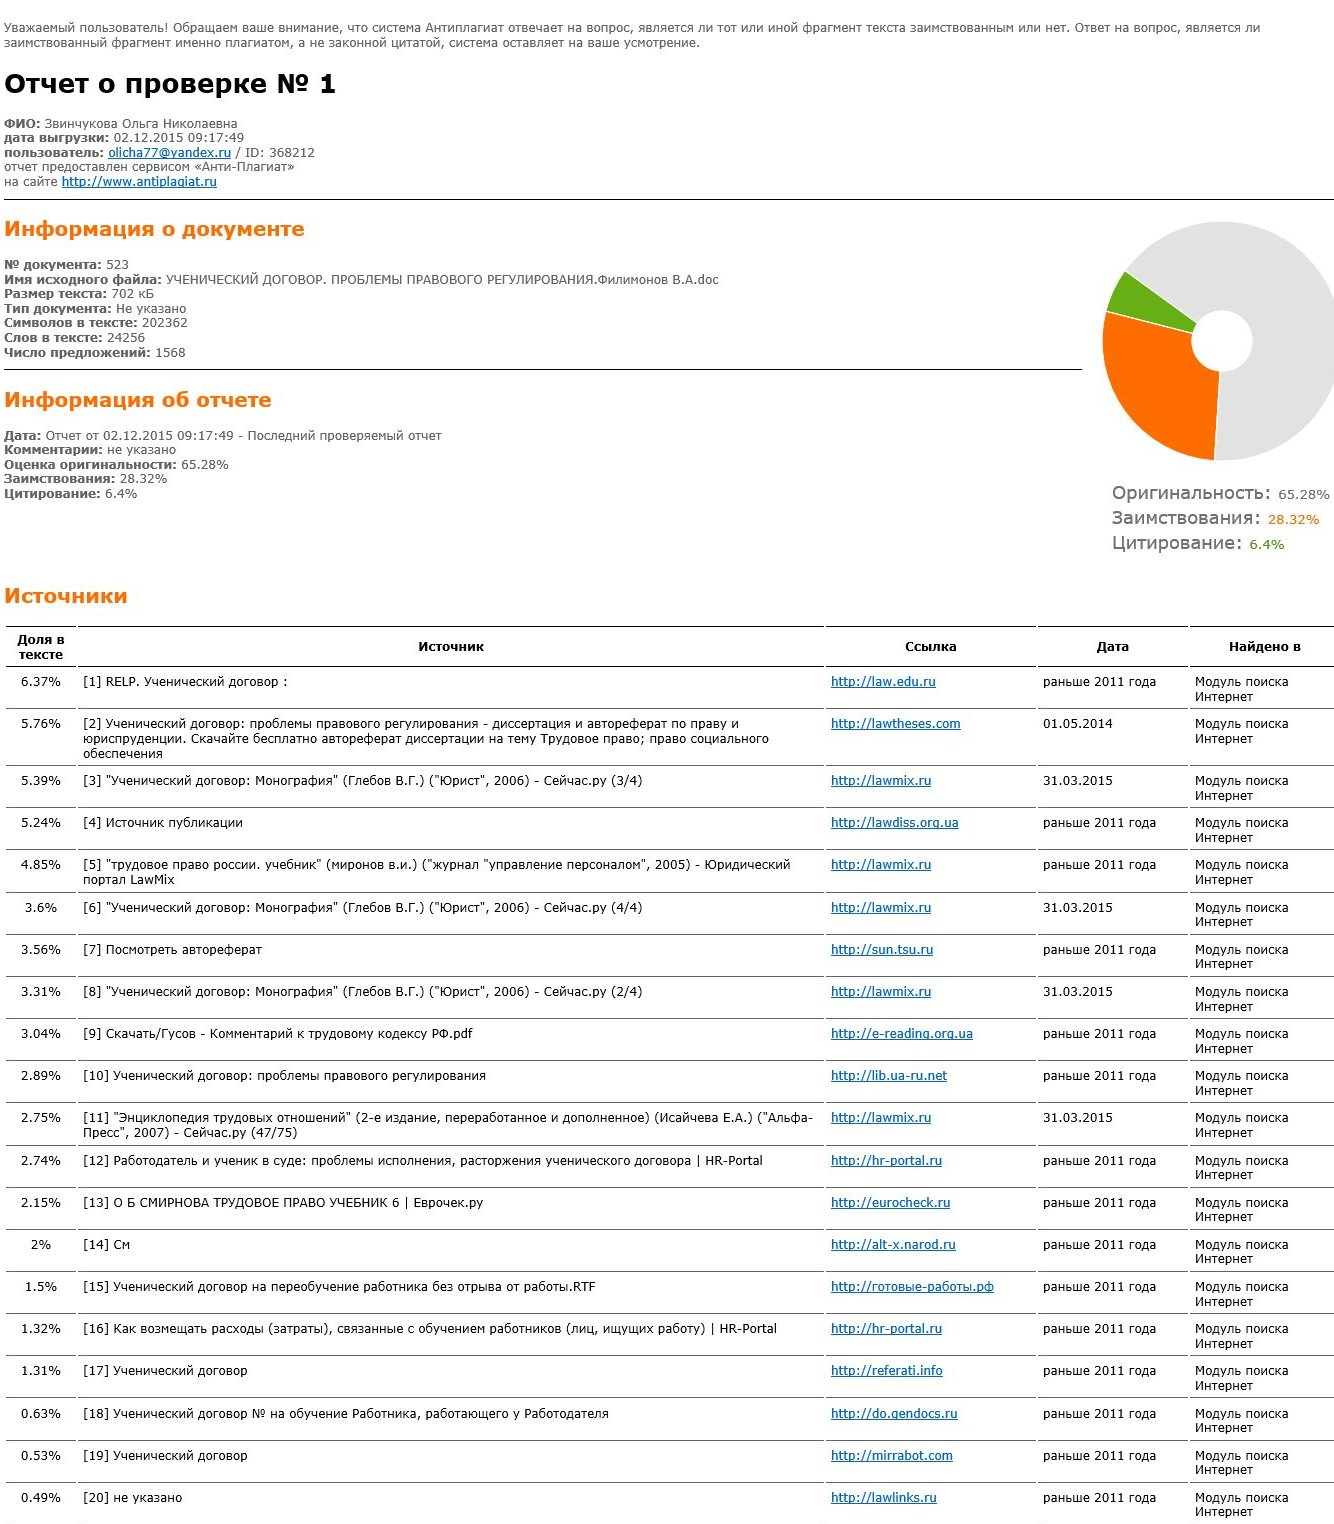 Уважаемый пользователь! Обращаем ваше внимание, что система Антиплагиат отвечает на вопрос, является ли тот или иной фрагмент текста заимствованным или нет. Ответ на вопрос, является ли
заимствованный фрагмент именно плагиатом, а не законной цитатой, система оставляет на ваше усмотрение.
Отчет о проверке № 1
ФИО: Звинчукова Ольга Николаевна
дата выгрузки: 02.12.2015 09:17:49
пользователь: olicha77@yandex.ru / ID: 368212
отчет предоставлен сервисом «Анти-Плагиат»
на сайте http://www.antiplagiat.ru
Информация о документе
№ документа: 523
Имя исходного файла: УЧЕНИЧЕСКИЙ ДОГОВОР. ПРОБЛЕМЫ ПРАВОВОГО РЕГУЛИРОВАНИЯ.Филимонов В.А.doc
Размер текста: 702 кБ
Тип документа: Не указано
Символов в тексте: 202362
Слов в тексте: 24256
Число предложений: 1568
Информация об отчете
Дата: Отчет от 02.12.2015 09:17:49 - Последний проверяемый отчет
Комментарии: не указано
Оценка оригинальности: 65.28%
Заимствования: 28.32%
Цитирование: 6.4%
Оригинальность: 65.28%
Заимствования: 28.32%
Цитирование: 6.4%
Источники
Доля в тексте Источник Ссылка Дата Найдено в
6.37% [1] RELP. Ученический договор : http://law.edu.ru раньше 2011 года Модуль поиска
Интернет
5.76% [2] Ученический договор: проблемы правового регулирования - диссертация и автореферат по праву и http://lawtheses.com 01.05.2014 Модуль поиска
юриспруденции. Скачайте бесплатно автореферат диссертации на тему Трудовое право; право социального Интернет
обеспечения
5.39% [3] "Ученический договор: Монография" (Глебов В.Г.) ("Юрист", 2006) - Сейчас.ру (3/4) http://lawmix.ru 31.03.2015 Модуль поиска
Интернет
5.24% [4] Источник публикации http://lawdiss.org.ua раньше 2011 года Модуль поиска
Интернет
4.85% [5] "трудовое право россии. учебник" (миронов в.и.) ("журнал "управление персоналом", 2005) - Юридический http://lawmix.ru раньше 2011 года Модуль поиска
портал LawMix Интернет
3.6% [6] "Ученический договор: Монография" (Глебов В.Г.) ("Юрист", 2006) - Сейчас.ру (4/4) http://lawmix.ru 31.03.2015 Модуль поиска
Интернет
3.56% [7] Посмотреть автореферат http://sun.tsu.ru раньше 2011 года Модуль поиска
Интернет
3.31% [8] "Ученический договор: Монография" (Глебов В.Г.) ("Юрист", 2006) - Сейчас.ру (2/4) http://lawmix.ru 31.03.2015 Модуль поиска
Интернет
3.04% [9] Скачать/Гусов - Комментарий к трудовому кодексу РФ.pdf http://e-reading.org.ua раньше 2011 года Модуль поиска
Интернет
2.89% [10] Ученический договор: проблемы правового регулирования http://lib.ua-ru.net раньше 2011 года Модуль поиска
Интернет
2.75% [11] "Энциклопедия трудовых отношений" (2-е издание, переработанное и дополненное) (Исайчева Е.А.) ("Альфа- http://lawmix.ru 31.03.2015 Модуль поиска
Пресс", 2007) - Сейчас.ру (47/75) Интернет
2.74% [12] Работодатель и ученик в суде: проблемы исполнения, расторжения ученического договора | HR-Portal http://hr-portal.ru раньше 2011 года Модуль поиска
Интернет
2.15% [13] О Б СМИРНОВА ТРУДОВОЕ ПРАВО УЧЕБНИК 6 | Еврочек.ру http://eurocheck.ru раньше 2011 года Модуль поиска
Интернет
2% [14] См http://alt-x.narod.ru раньше 2011 года Модуль поиска
Интернет
1.5% [15] Ученический договор на переобучение работника без отрыва от работы.RTF http://готовые-работы.рф раньше 2011 года Модуль поиска
Интернет
1.32% [16] Как возмещать расходы (затраты), связанные с обучением работников (лиц, ищущих работу) | HR-Portal http://hr-portal.ru раньше 2011 года Модуль поиска
Интернет
1.31% [17] Ученический договор http://referati.info раньше 2011 года Модуль поиска
Интернет
0.63% [18] Ученический договор № на обучение Работника, работающего у Работодателя http://do.gendocs.ru раньше 2011 года Модуль поиска
Интернет
0.53% [19] Ученический договор http://mirrabot.com раньше 2011 года Модуль поиска
Интернет
0.49% [20] не указано http://lawlinks.ru раньше 2011 года Модуль поиска
Интернет